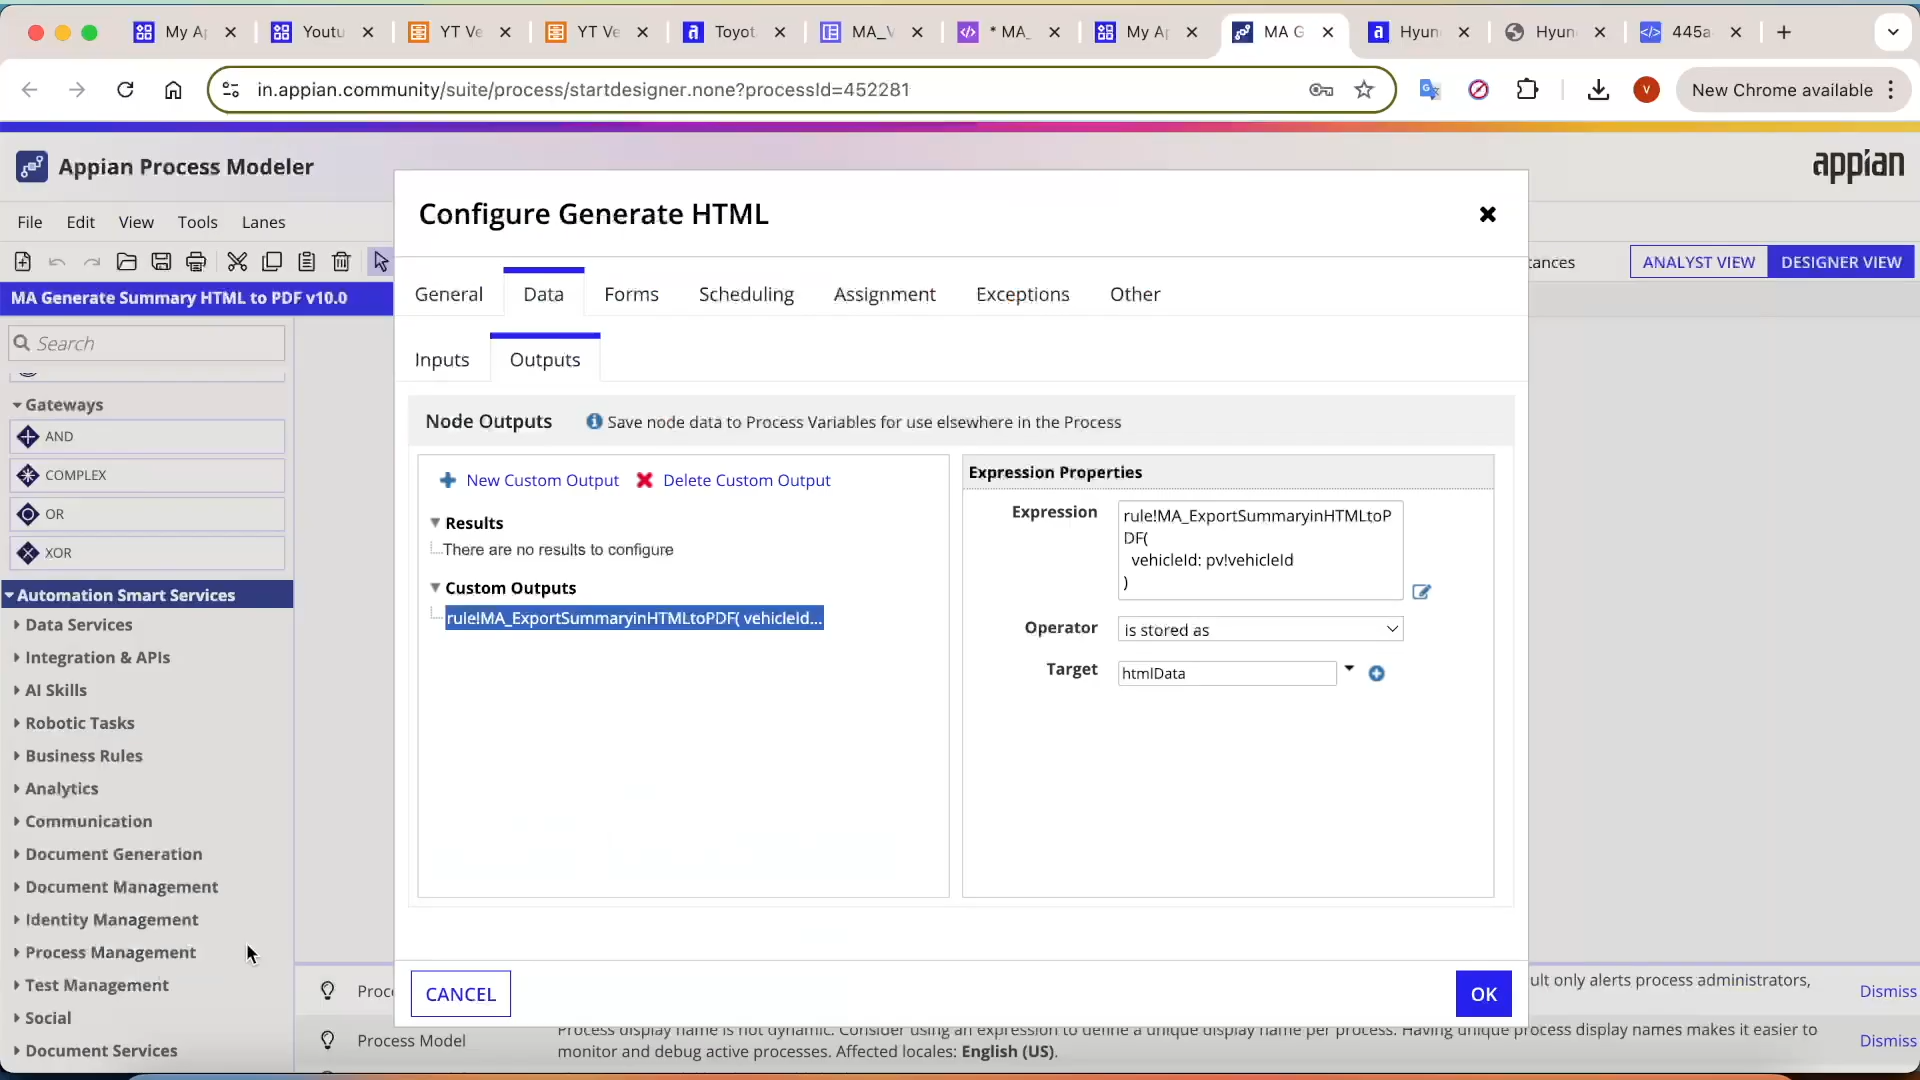 My A
Youtu
YT Ve
YT Ve
Toyot
MA_V
* MA_
My Ap
MA G
Hyun
Hyun
445a
in.appian.community/suite/process/startdesigner.none?processId=452281
V
New Chrome available
Appian Process Modeler
appian
File
Edit
View
Tools
Lanes
tances
ANALYST VIEW
DESIGNER VIEW
MA Generate Summary HTML to PDF v10.0
Search
Gateways
AND
COMPLEX
OR
XOR
Automation Smart Services
Data Services
Integration & APIs
AI Skills
Robotic Tasks
Business Rules
Analytics
Communication
Document Generation
Document Management
Identity Management
Process Management
Test Management
Social
Document Services
Configure Generate HTML
General
Data
Forms
Scheduling
Assignment
Exceptions
Other
Inputs
Outputs
Node Outputs
Save node data to Process Variables for use elsewhere in the Process
New Custom Output
Delete Custom Output
Results
There are no results to configure
Custom Outputs
rule!MA_ExportSummaryinHTMLtoPDF( vehicleId...
Expression Properties
Expression
rule!MA_ExportSummaryinHTMLtoP
DF(
vehicleId: pv!vehicleId
)
Operator
is stored as
Target
htmlData
CANCEL
OK
Proc
ult only alerts process administrators,
Dismiss
Process Model
Process display name is not dynamic. Consider using an expression to define a unique display name per process. Having unique process display names makes it easier to
monitor and debug active processes. Affected locales: English (US).
Dismiss